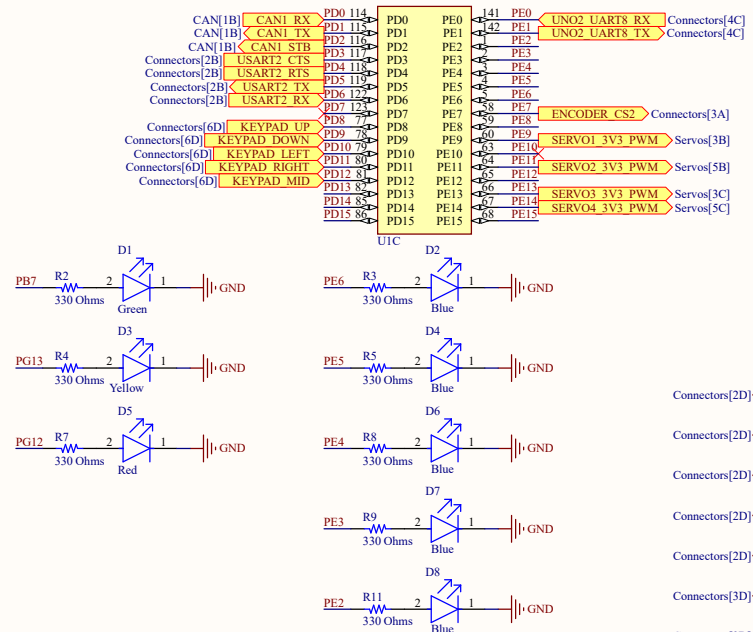 CAN[1B] CAN1_RX PD0 114 PD0 PE0 141 PE0 UNO2_UART8_RX Connectors[4C]
CAN[1B] CAN1_TX PD1 115 PD1 PE1 142 PE1 UNO2_UART8_TX Connectors[4C]
CAN[1B] CAN1_STB PD2 116 PD2 PE2 PE2
Connectors[2B] USART2_CTS PD3 117 PD3 PE3 PE3
Connectors[2B] USART2_RTS PD4 118 PD4 PE4 PE4
Connectors[2B] USART2_TX PD5 119 PD5 PE5 PE5
Connectors[2B] USART2_RX PD6 122 PD6 PE6 PE6
PD7 123 PD7 PE7 58 PE7 ENCODER_CS2 Connectors[3A]
Connectors[6D] KEYPAD_UP PD8 77 PD8 PE8 59 PE8
Connectors[6D] KEYPAD_DOWN PD9 78 PD9 PE9 60 PE9 SERVO1_3V3_PWM Servos[3B]
Connectors[6D] KEYPAD_LEFT PD10 79 PD10 PE10 63 PE10
Connectors[6D] KEYPAD_RIGHT PD11 80 PD11 PE11 64 PE11 SERVO2_3V3_PWM Servos[5B]
Connectors[6D] KEYPAD_MID PD12 81 PD12 PE12 65 PE12
PD13 82 PD13 PE13 66 PE13 SERVO3_3V3_PWM Servos[3C]
PD14 85 PD14 PE14 67 PE14 SERVO4_3V3_PWM Servos[5C]
PD15 86 PD15 PE15 68 PE15
U1C
D1 D2
PB7 R2 2 1 GND PE6 R3 2 1 GND
330 Ohms Green 330 Ohms Blue
D3 D4
PG13 R4 2 1 GND PE5 R5 2 1 GND
330 Ohms Yellow 330 Ohms Blue
Connectors[2D]
D5 D6
Connectors[2D]
PG12 R7 2 1 GND PE4 R8 2 1 GND
330 Ohms Red 330 Ohms Blue
Connectors[2D]
D7
Connectors[2D]
PE3 R9 2 1 GND
330 Ohms Blue
Connectors[2D]
D8
Connectors[3D]
PE2 R11 2 1 GND
330 Ohms Blue